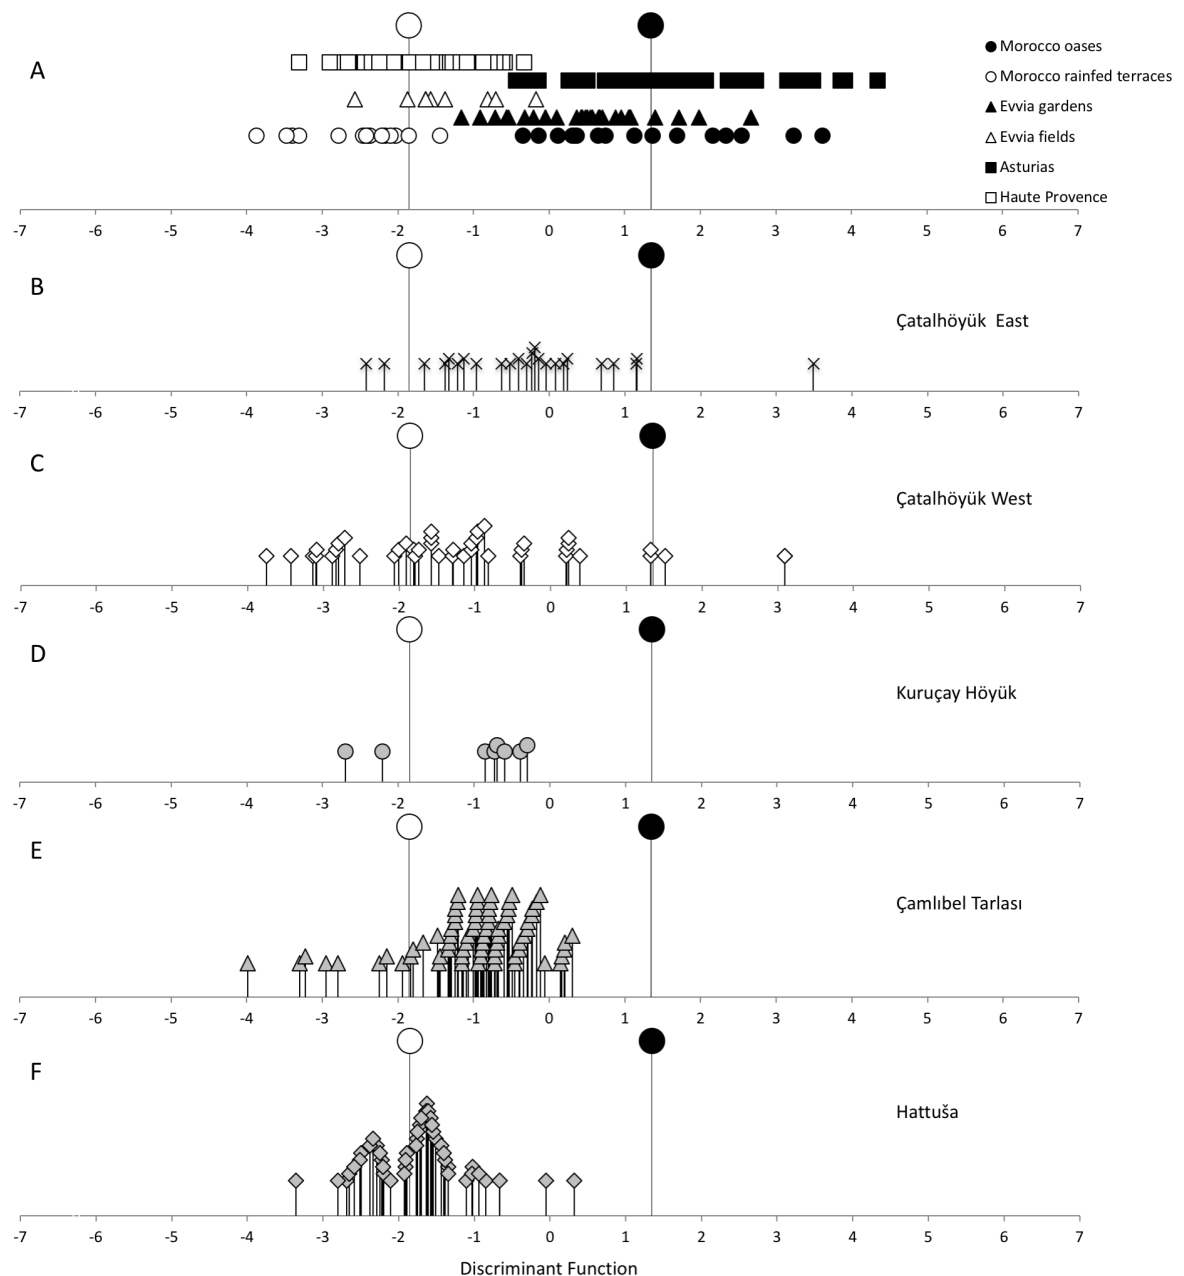 A
Morocco oases
Morocco rainfed terraces
Evvia gardens
Evvia fields
Asturias
Haute Provence
-7 -6 -5 -4 -3 -2 -1 0 1 2 3 4 5 6 7
B
Çatalhöyük East
-7 -6 -5 -4 -3 -2 -1 0 1 2 3 4 5 6 7
C
Çatalhöyük West
-7 -6 -5 -4 -3 -2 -1 0 1 2 3 4 5 6 7
D
Kuruçay Höyük
-7 -6 -5 -4 -3 -2 -1 0 1 2 3 4 5 6 7
E
Çamlıbel Tarlası
-7 -6 -5 -4 -3 -2 -1 0 1 2 3 4 5 6 7
F
Hattuša
-7 -6 -5 -4 -3 -2 -1 0 1 2 3 4 5 6 7
Discriminant Function